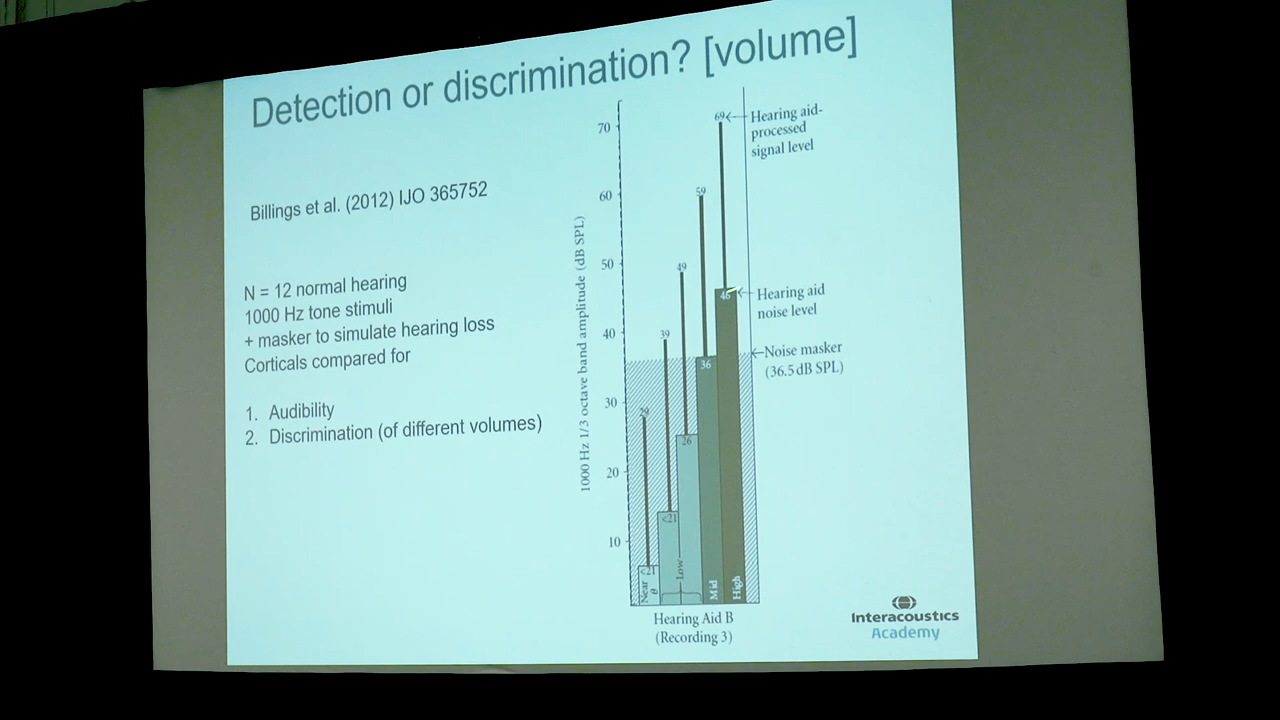 Detection or discrimination? [volume]
Billings et al. (2012) IJO 365752
N = 12 normal hearing
1000 Hz tone stimuli
+ masker to simulate hearing loss
Corticals compared for
1. Audibility
2. Discrimination (of different volumes)
1000 Hz 1/3 octave band amplitude (dB SPL)
70
60
50
40
30
20
10
29
39
49
59
69
<21
<21
26
36
46
Near
θ
Low
Mid
High
Hearing aid-
processed
signal level
Hearing aid
noise level
Noise masker
(36.5 dB SPL)
Hearing Aid B
(Recording 3)
Interacoustics
Academy